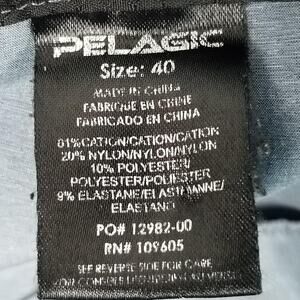 PELAGIC
Size: 40
MADE IN CHINA
FABRIQUE EN CHINE
FABRICADO EN CHINA
61%CATION/CATION/CATION
20% NYLON/NYLON/NYLON
10% POLYESTER/
POLYESTER/POLIESTER
9% ELASTANE/ELASTHANNE/
ELASTANO
PO# 12982-00
RN# 109605
SEE REVERSE SIDE FOR CARE